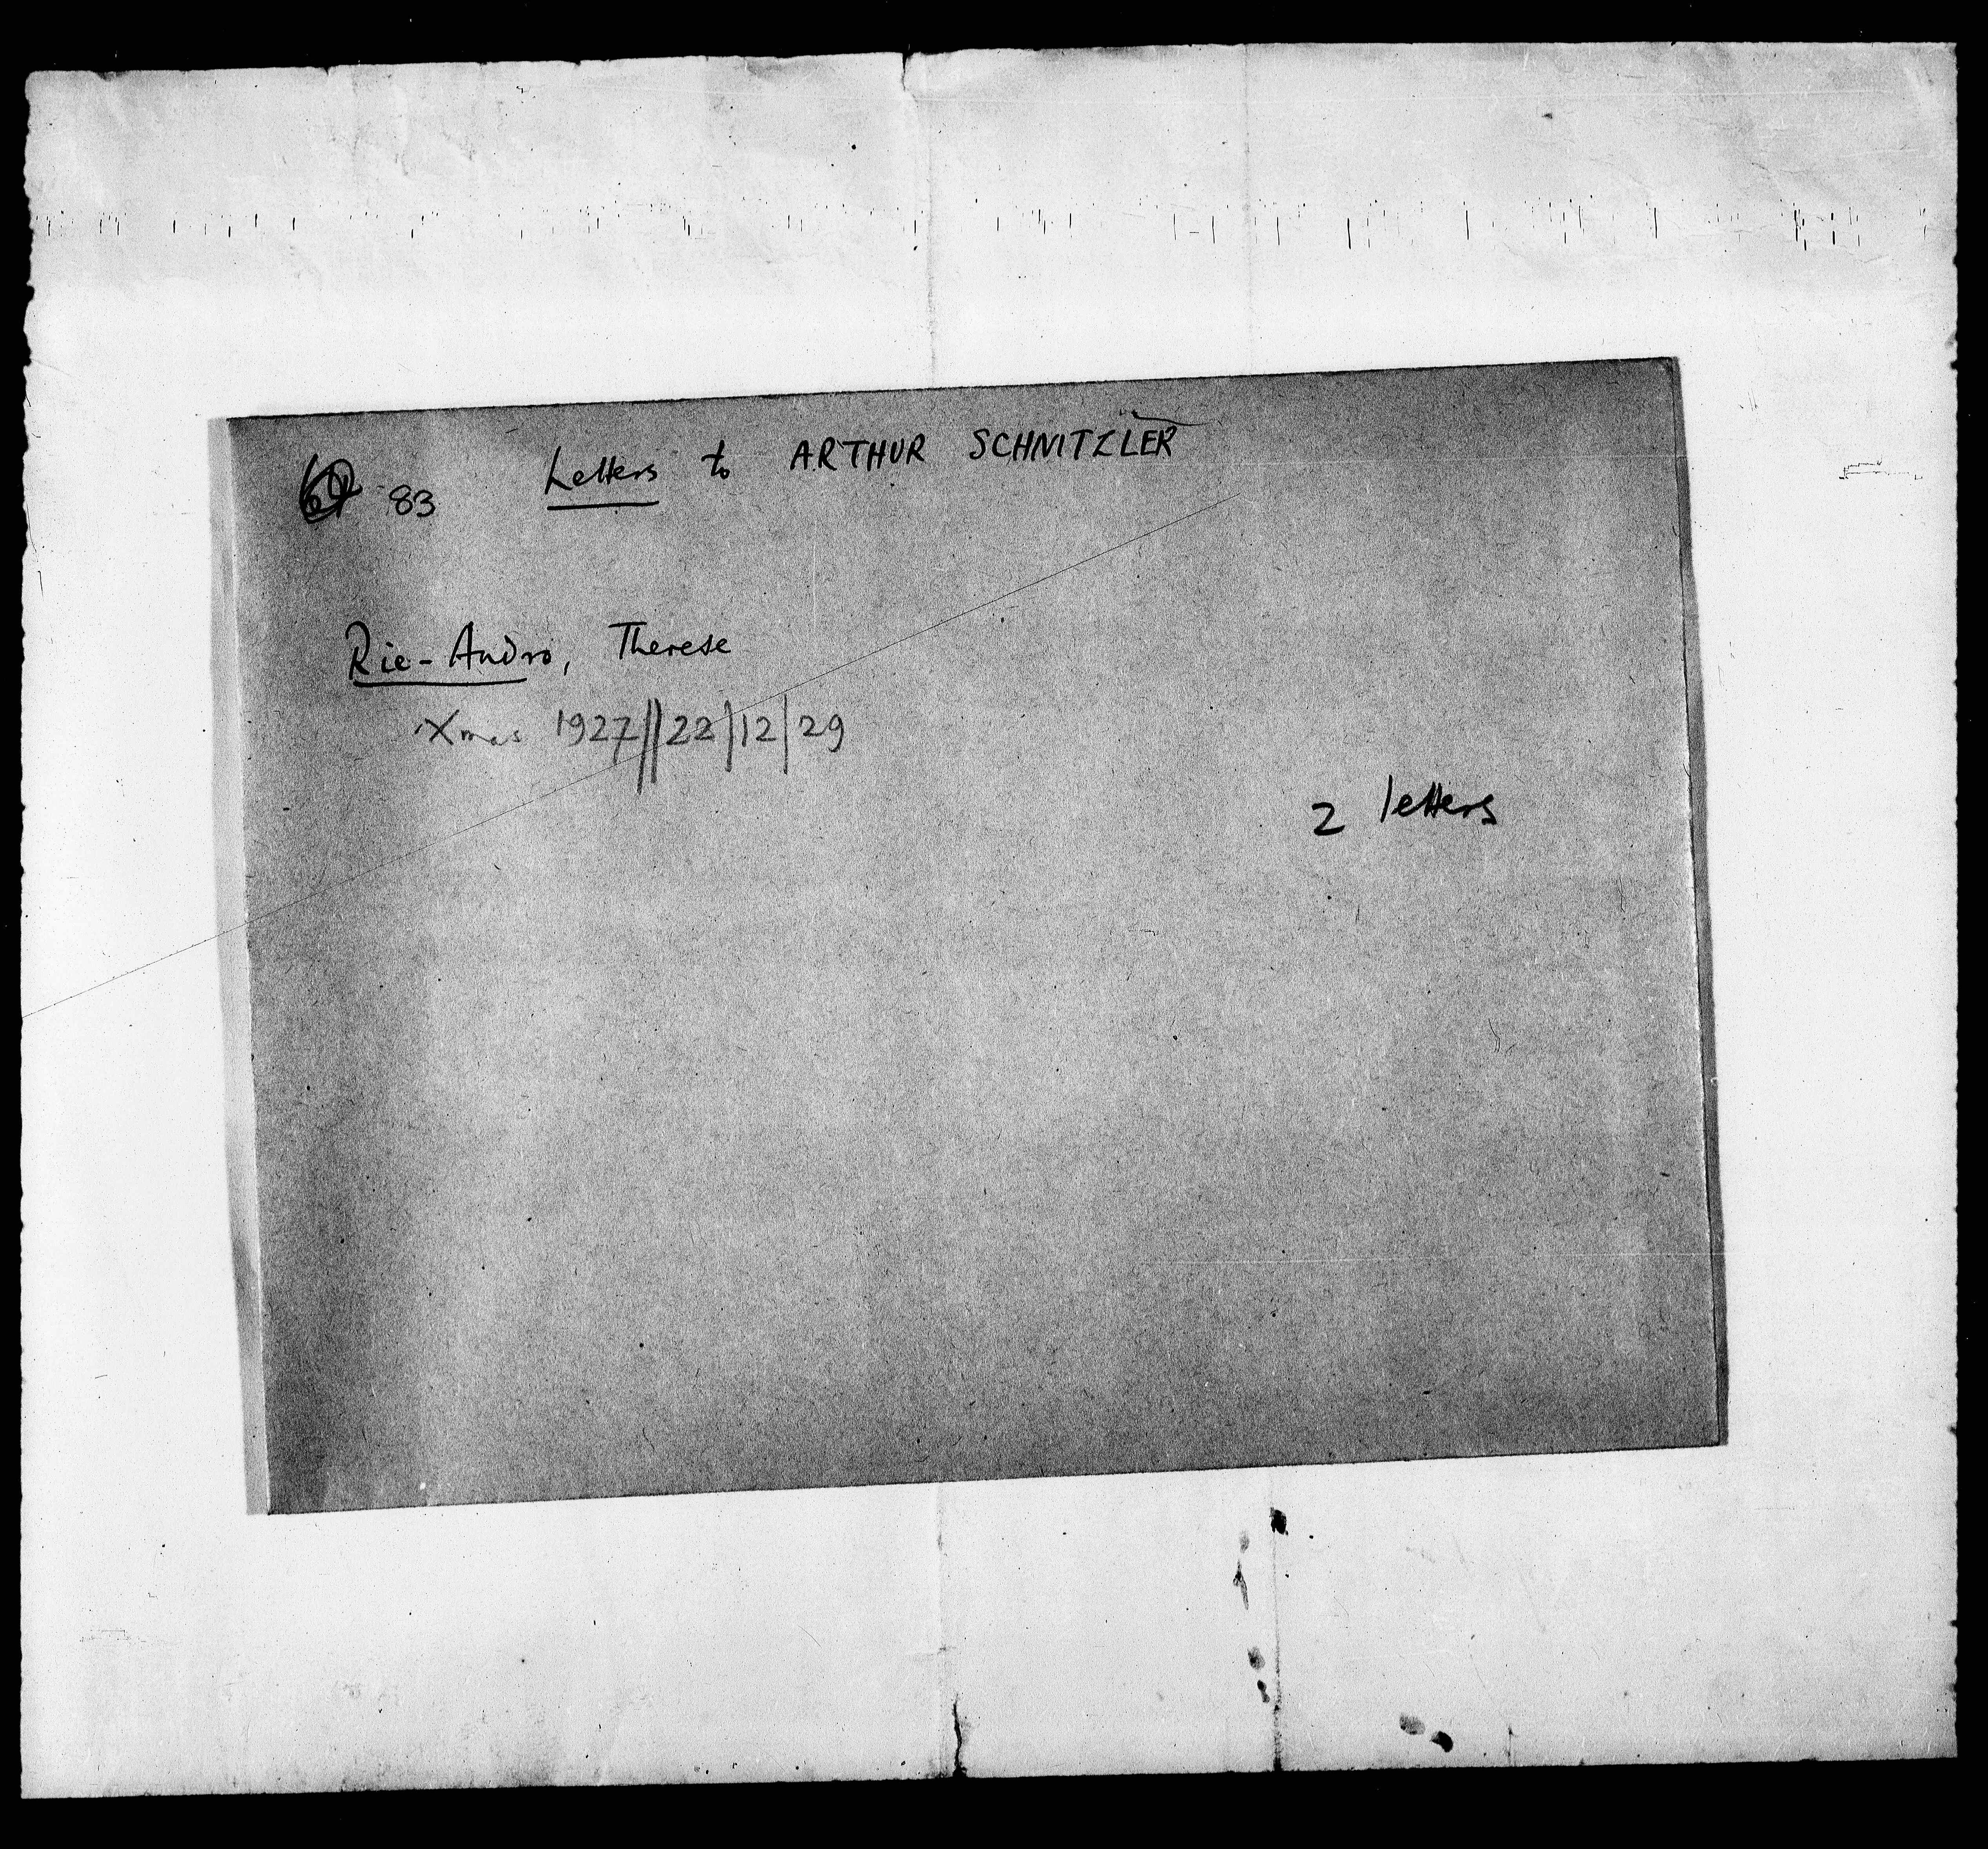 83 Letters to ARTHUR SCHNITZLER
Rie-Andro, Therese
Xmas 1927//22/12/29
2 letters